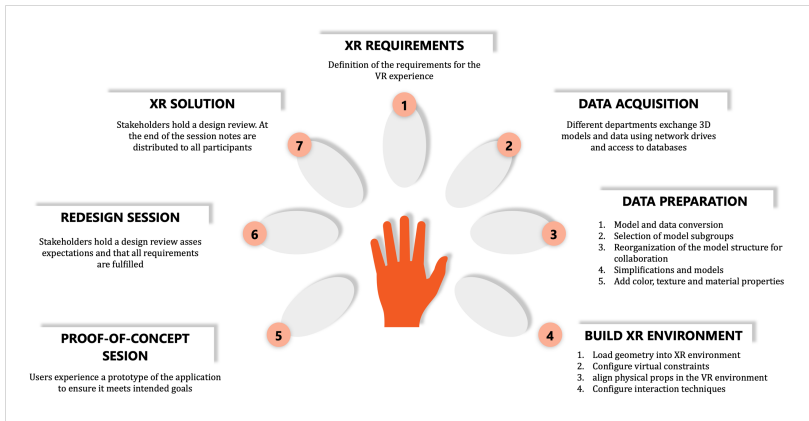 XR REQUIREMENTS
Definition of the requirements for the
VR experience
1
DATA ACQUISITION
Different departments exchange 3D
models and data using network drives
and access to databases
2
DATA PREPARATION
1. Model and data conversion
2. Selection of model subgroups
3. Reorganization of the model structure for
collaboration
4. Simplifications and models
5. Add color, texture and material properties
3
BUILD XR ENVIRONMENT
1. Load geometry into XR environment
2. Configure virtual constraints
3. align physical props in the VR environment
4. Configure interaction techniques
4
PROOF-OF-CONCEPT
SESION
Users experience a prototype of the application
to ensure it meets intended goals
5
REDESIGN SESSION
Stakeholders hold a design review asses
expectations and that all requirements
are fulfilled
6
XR SOLUTION
Stakeholders hold a design review. At
the end of the session notes are
distributed to all participants
7